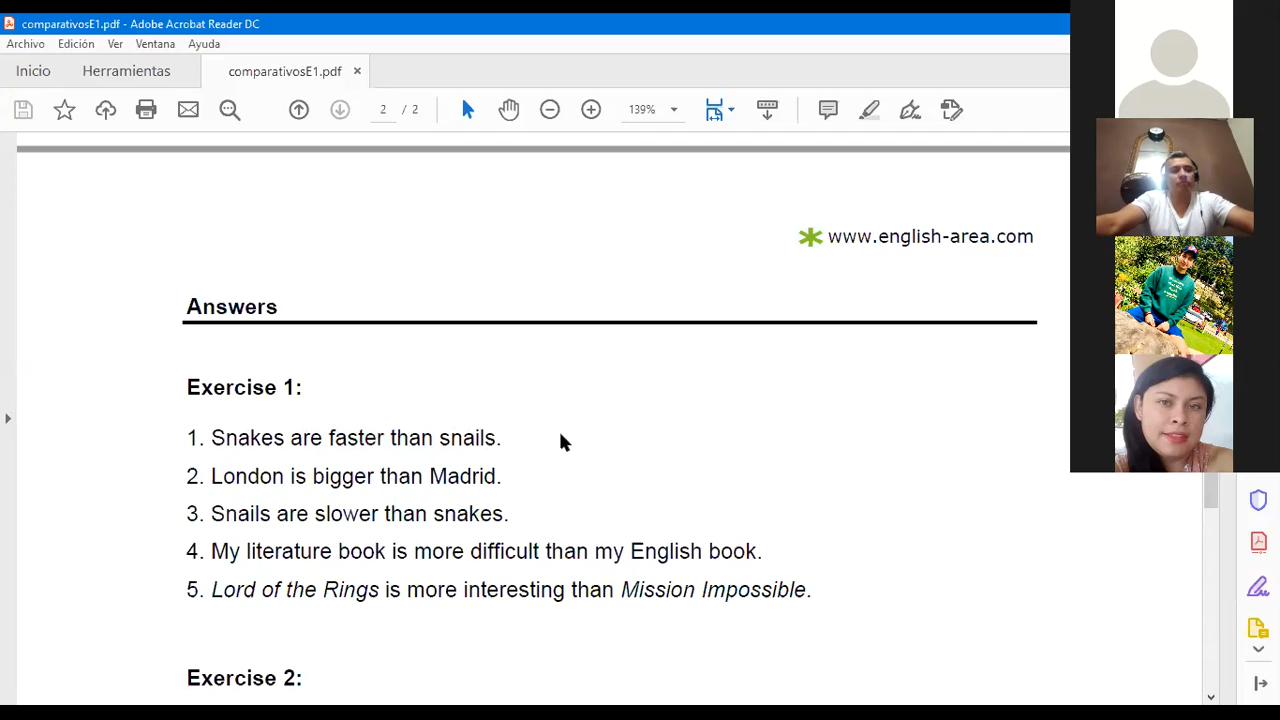 comparativosE1.pdf - Adobe Acrobat Reader DC
Archivo Edición Ver Ventana Ayuda
Inicio Herramientas comparativosE1.pdf ×
2 / 2 139%
www.english-area.com
Answers
Exercise 1:
1. Snakes are faster than snails.
2. London is bigger than Madrid.
3. Snails are slower than snakes.
4. My literature book is more difficult than my English book.
5. Lord of the Rings is more interesting than Mission Impossible.
Exercise 2: